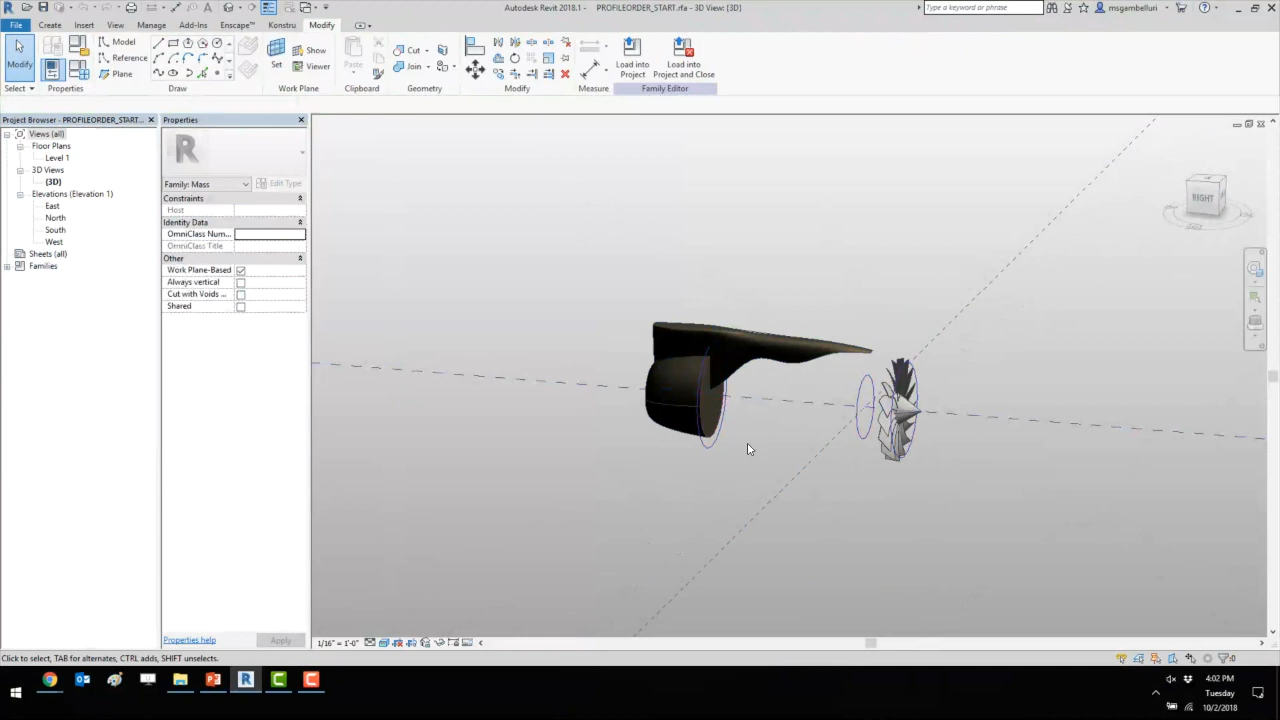 Autodesk Revit 2018.1 - PROFILEORDER_START.rfa - 3D View: {3D}
Type a keyword or phrase
msgambelluri
File Create Insert View Manage Add-Ins Enscape™ Konstru Modify
Modify
Model
Reference
Plane
Set
Show
Viewer
Paste
Cut
Join
Load into
Project
Load into
Project and Close
Select Properties Draw Work Plane Clipboard Geometry Modify Measure Family Editor
Project Browser - PROFILEORDER_START...
Views (all)
Floor Plans
Level 1
3D Views
{3D}
Elevations (Elevation 1)
East
North
South
West
Sheets (all)
Families
Properties
R
Family: Mass
Edit Type
Constraints
Host
Identity Data
OmniClass Num...
OmniClass Title
Other
Work Plane-Based
Always vertical
Cut with Voids ...
Shared
Properties help
Apply
RIGHT
1/16" = 1'-0"
Click to select, TAB for alternates, CTRL adds, SHIFT unselects.
:0
4:02 PM
Tuesday
10/2/2018